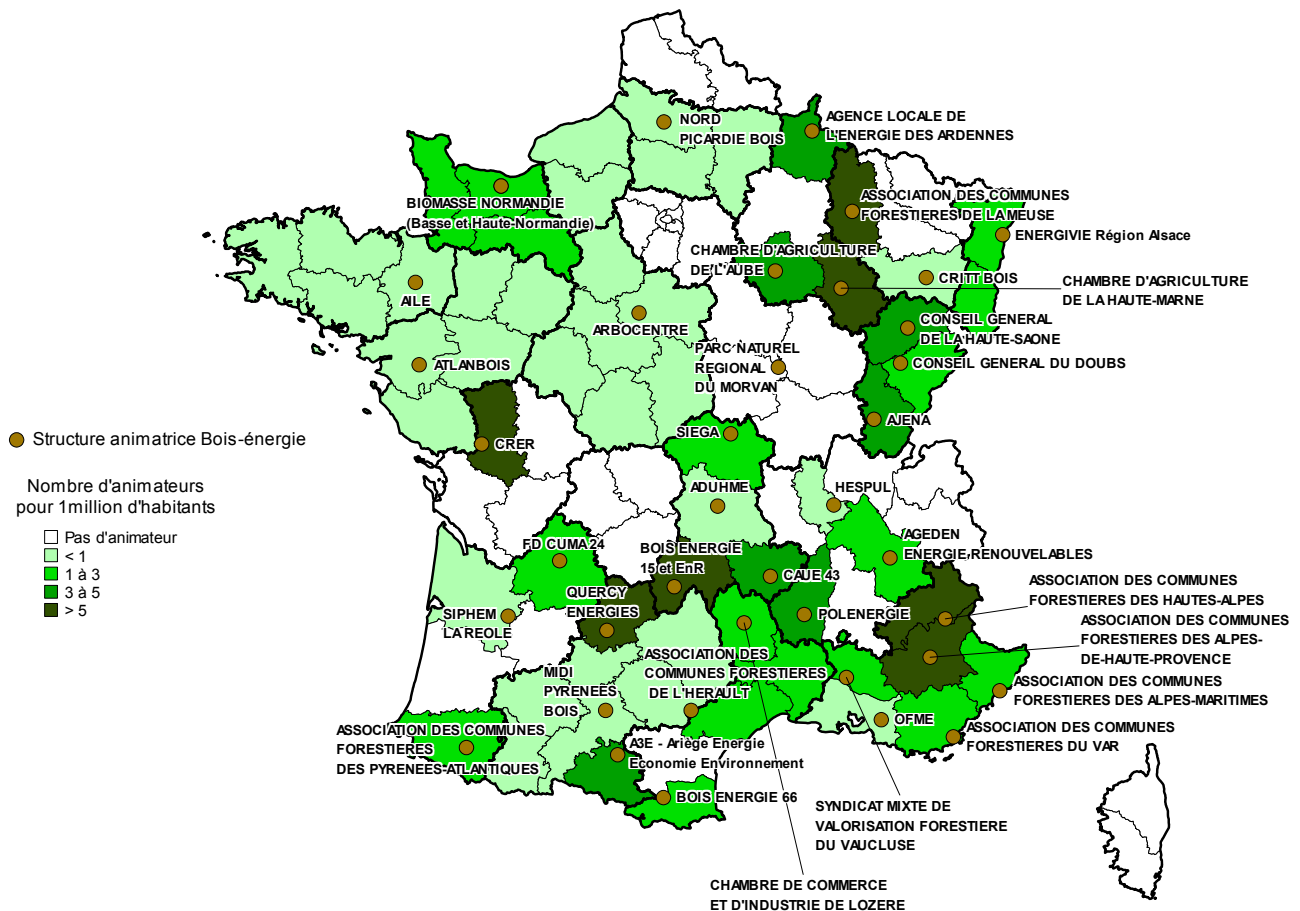 NORD
PICARDIE BOIS
AGENCE LOCALE DE
L'ENERGIE DES ARDENNES
BIOMASSE NORMANDIE
(Basse et Haute-Normandie)
ASSOCIATION DES COMMUNES
FORESTIERES DE LA MEUSE
ENERGIVIE Région Alsace
CHAMBRE D'AGRICULTURE
DE L'AUBE
CRITT BOIS
CHAMBRE D'AGRICULTURE
DE LA HAUTE-MARNE
AILE
ARBOCENTRE
CONSEIL GENERAL
DE LA HAUTE-SAONE
PARC NATUREL
REGIONAL
DU MORVAN
CONSEIL GENERAL DU DOUBS
ATLANBOIS
AJENA
SIEGA
CRER
Structure animatrice Bois-énergie
Nombre d'animateurs
pour 1million d'habitants
Pas d'animateur
< 1
1 à 3
3 à 5
> 5
ADUHME
HESPUL
FD CUMA 24
BOIS ENERGIE
15 et EnR
AGEDEN
ENERGIE RENOUVELABLES
CAUE 43
QUERCY
ENERGIES
POLENERGIE
SIPHEM
LA REOLE
ASSOCIATION DES COMMUNES
FORESTIERES DES HAUTES-ALPES
ASSOCIATION DES COMMUNES
FORESTIERES DES ALPES-
DE-HAUTE-PROVENCE
ASSOCIATION DES
COMMUNES FORESTIERES
DE L'HERAULT
MIDI
PYRENEES
BOIS
ASSOCIATION DES COMMUNES
FORESTIERES DES ALPES-MARITIMES
OFME
ASSOCIATION DES COMMUNES
FORESTIERES DU VAR
ASSOCIATION DES COMMUNES
FORESTIERES
DES PYRENEES-ATLANTIQUES
A3E - Ariège Energie
Economie Environnement
BOIS ENERGIE 66
SYNDICAT MIXTE DE
VALORISATION FORESTIERE
DU VAUCLUSE
CHAMBRE DE COMMERCE
ET D'INDUSTRIE DE LOZERE